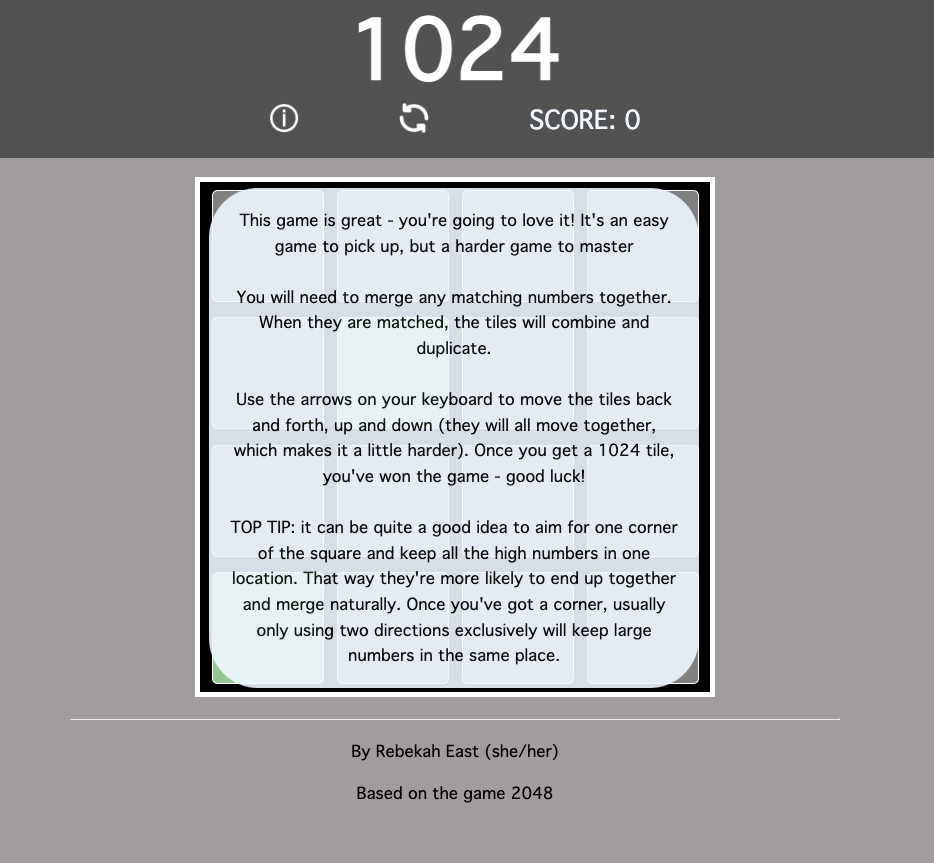 1024
SCORE: 0
This game is great - you're going to love it! It's an easy
game to pick up, but a harder game to master
You will need to merge any matching numbers together.
When they are matched, the tiles will combine and
duplicate.
Use the arrows on your keyboard to move the tiles back
and forth, up and down (they will all move together,
which makes it a little harder). Once you get a 1024 tile,
you've won the game - good luck!
TOP TIP: it can be quite a good idea to aim for one corner
of the square and keep all the high numbers in one
location. That way they're more likely to end up together
and merge naturally. Once you've got a corner, usually
only using two directions exclusively will keep large
numbers in the same place.
By Rebekah East (she/her)
Based on the game 2048